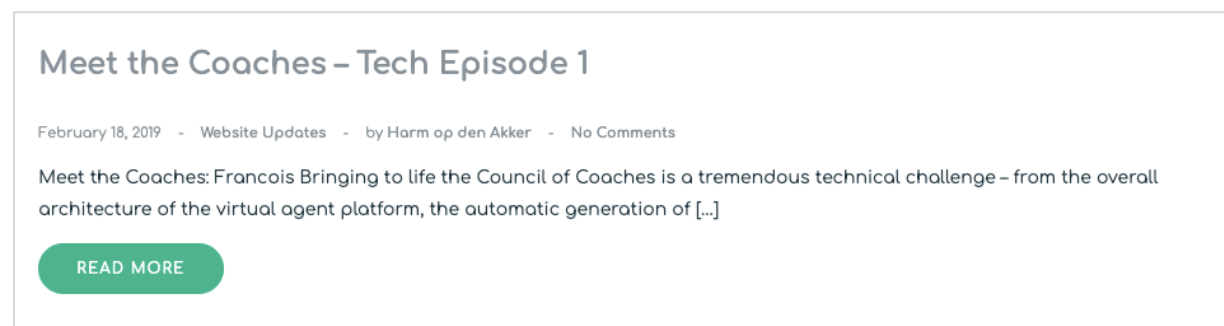 Meet the Coaches – Tech Episode 1
February 18, 2019 - Website Updates - by Harm op den Akker - No Comments
Meet the Coaches: Francois Bringing to life the Council of Coaches is a tremendous technical challenge – from the overall
architecture of the virtual agent platform, the automatic generation of [...]
READ MORE